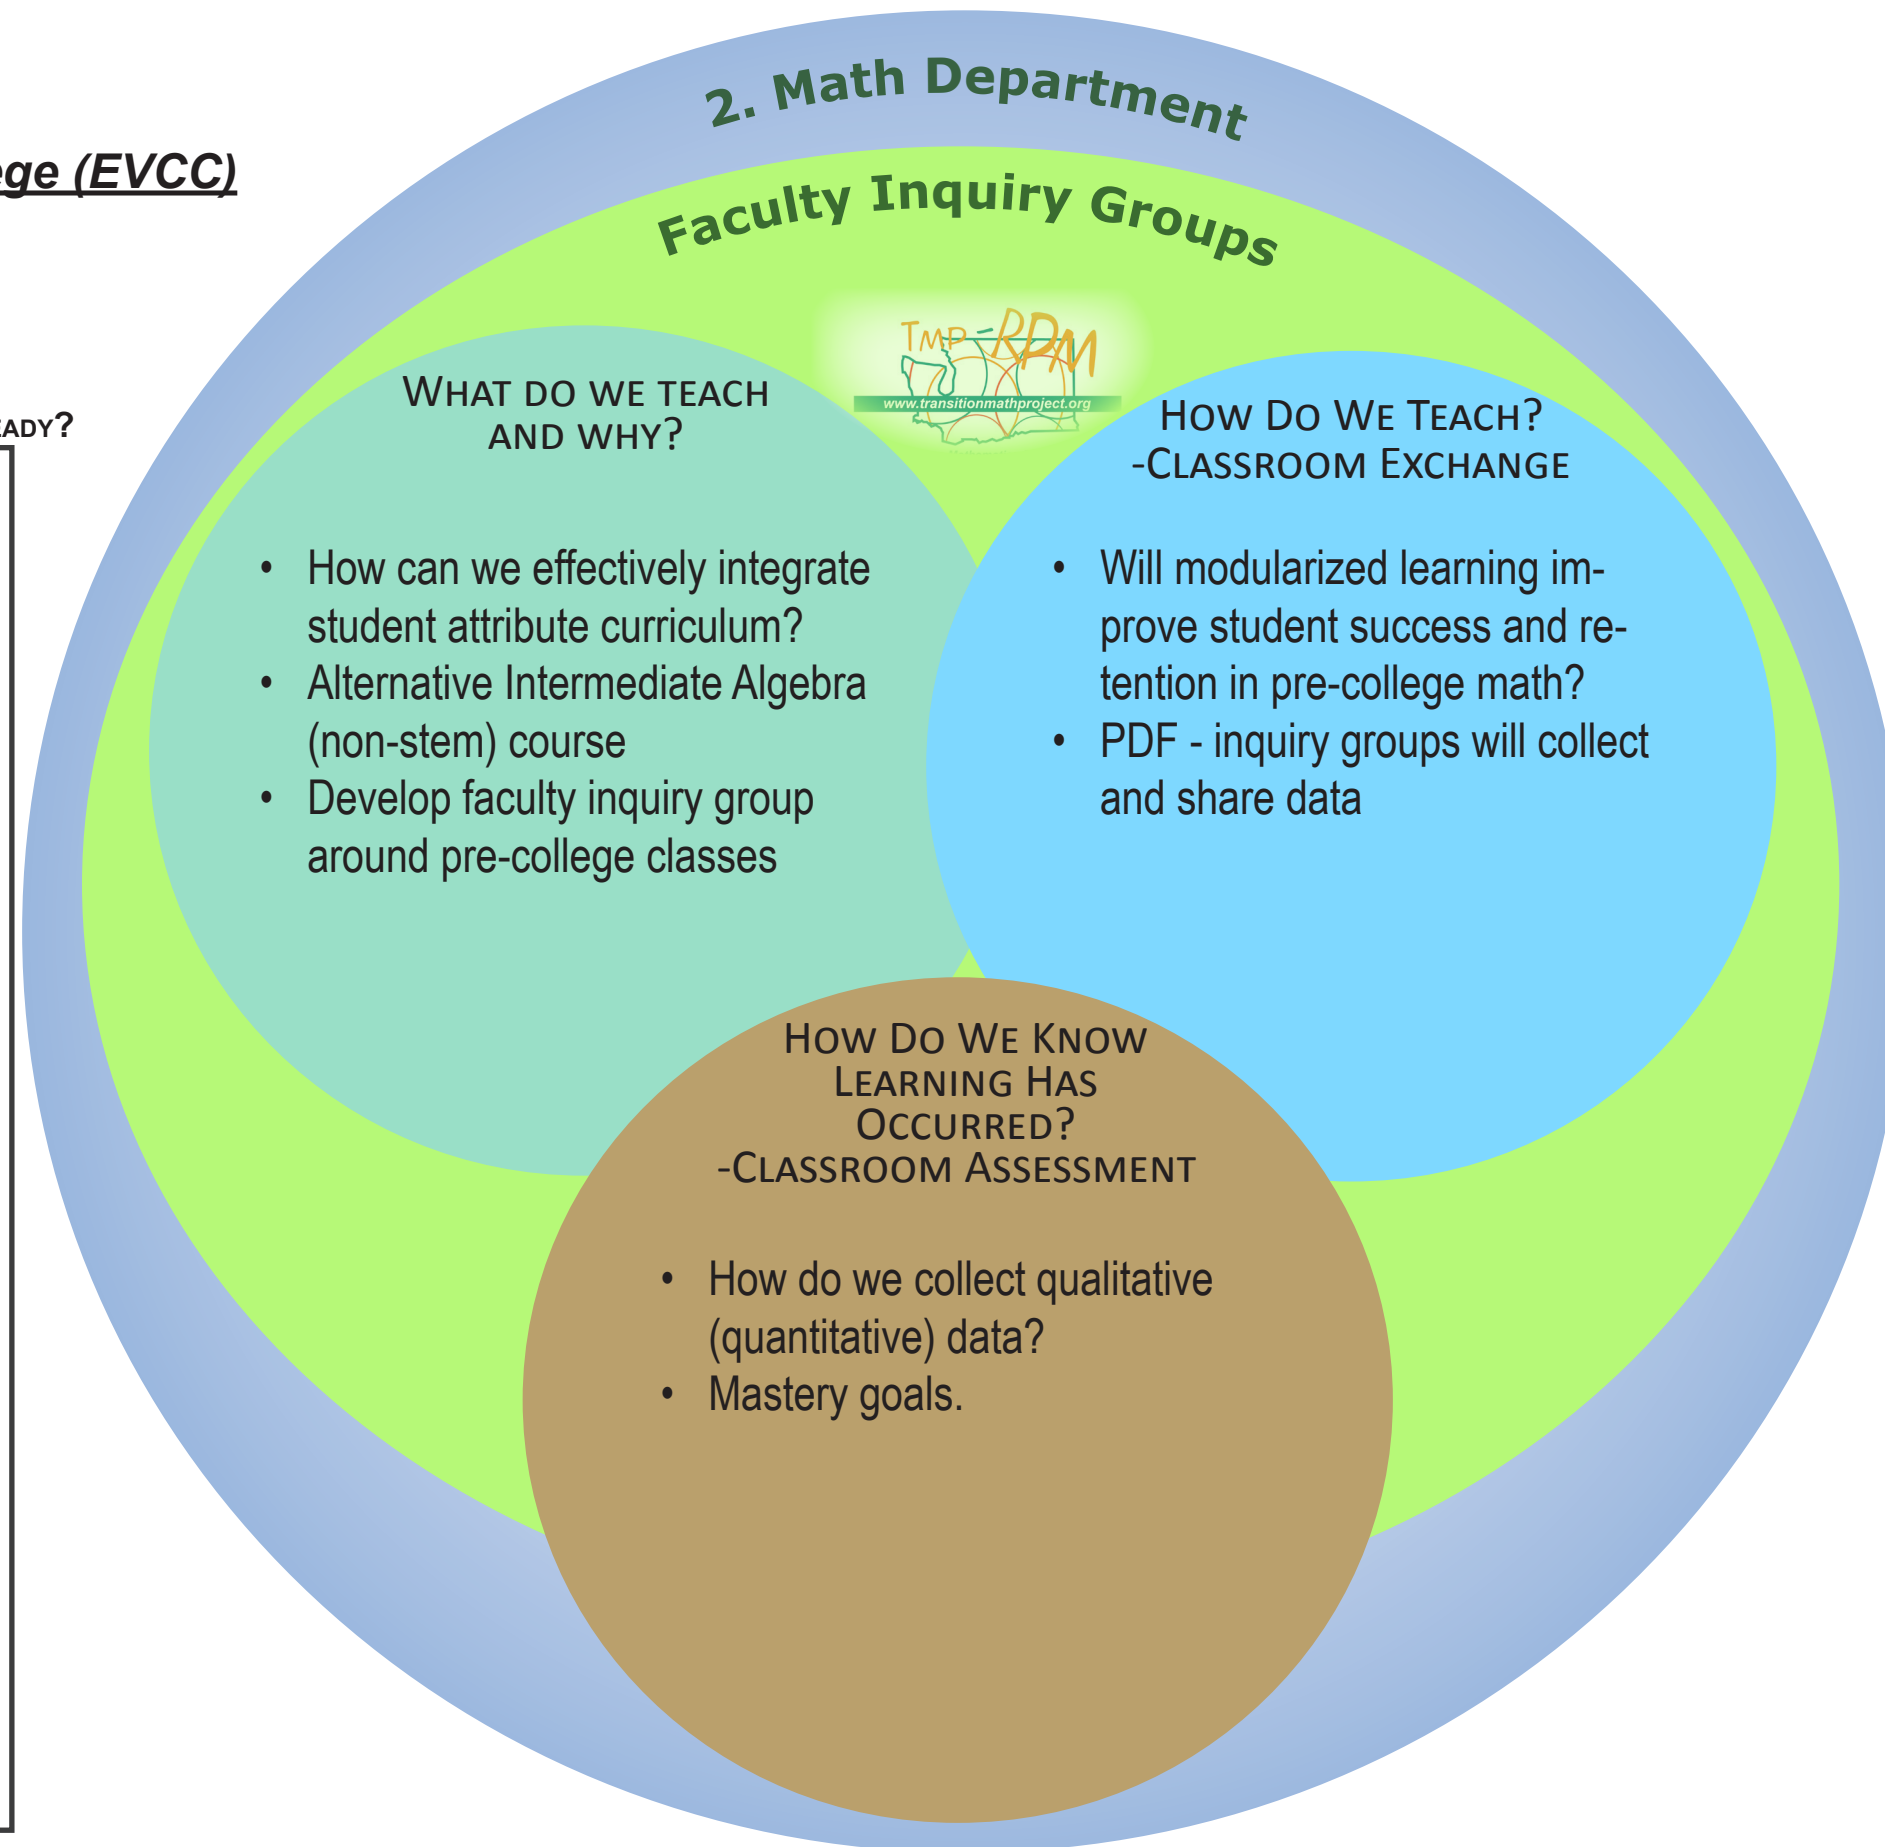 2. Math Department
ege (EVCC)
Faculty Inquiry Groups
TMP-RPM
www.transitionmathproject.org
EADY?
WHAT DO WE TEACH
AND WHY?
• How can we effectively integrate
student attribute curriculum?
• Alternative Intermediate Algebra
(non-stem) course
• Develop faculty inquiry group
around pre-college classes
HOW DO WE TEACH?
-CLASSROOM EXCHANGE
• Will modularized learning im-
prove student success and re-
tention in pre-college math?
• PDF - inquiry groups will collect
and share data
HOW DO WE KNOW
LEARNING HAS
OCCURRED?
-CLASSROOM ASSESSMENT
• How do we collect qualitative
(quantitative) data?
• Mastery goals.